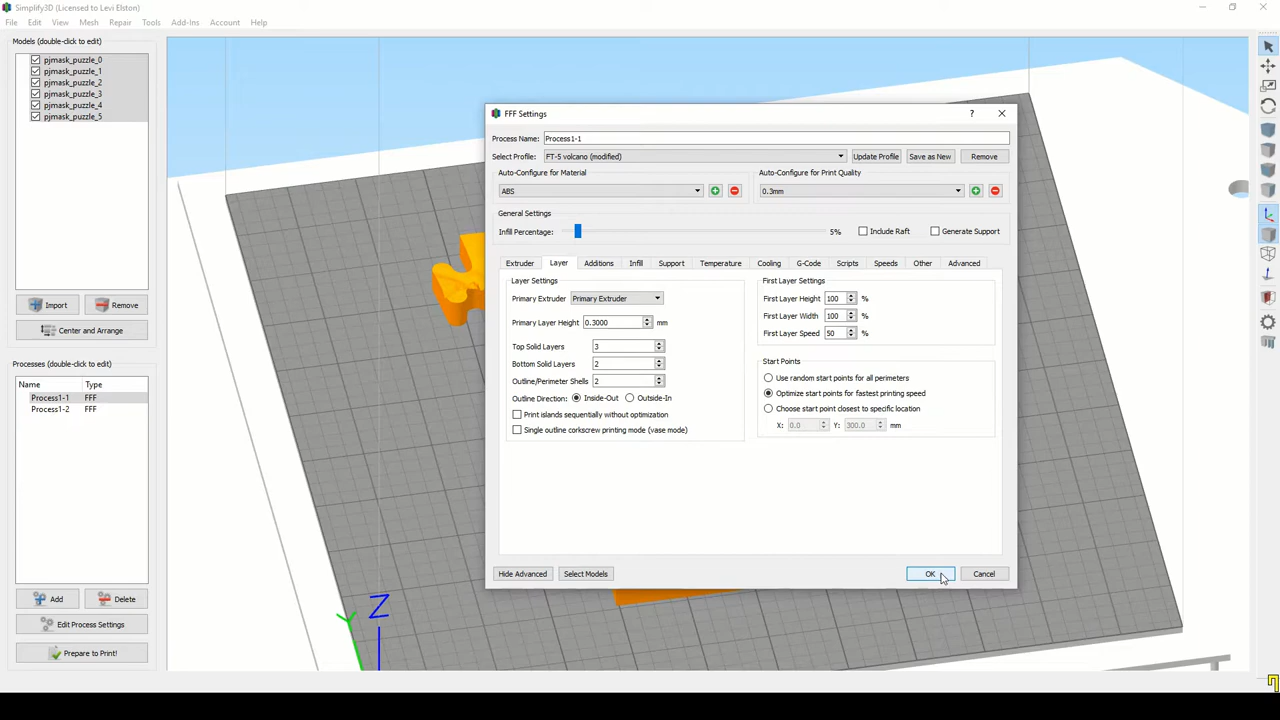 Simplify3D (Licensed to Levi Elston)
File Edit View Mesh Repair Tools Add-Ins Account Help
Models (double-click to edit)
pjmask_puzzle_0
pjmask_puzzle_1
pjmask_puzzle_2
pjmask_puzzle_3
pjmask_puzzle_4
pjmask_puzzle_5
Import Remove
Center and Arrange
Processes (double-click to edit)
Name Type
Process1-1 FFF
Process1-2 FFF
Add Delete
Edit Process Settings
Prepare to Print!
FFF Settings
?
Process Name: Process1-1
Select Profile: FT-5 volcano (modified) Update Profile Save as New Remove
Auto-Configure for Material
ABS
Auto-Configure for Print Quality
0.3mm
General Settings
Infill Percentage: 5% Include Raft Generate Support
Extruder Layer Additions Infill Support Temperature Cooling G-Code Scripts Speeds Other Advanced
Layer Settings
Primary Extruder Primary Extruder
Primary Layer Height 0.3000 mm
Top Solid Layers 3
Bottom Solid Layers 2
Outline/Perimeter Shells 2
Outline Direction: Inside-Out Outside-In
Print islands sequentially without optimization
Single outline corkscrew printing mode (vase mode)
First Layer Settings
First Layer Height 100 %
First Layer Width 100 %
First Layer Speed 50 %
Start Points
Use random start points for all perimeters
Optimize start points for fastest printing speed
Choose start point closest to specific location
X: 0.0 Y: 300.0 mm
Hide Advanced Select Models OK Cancel
Z
Y